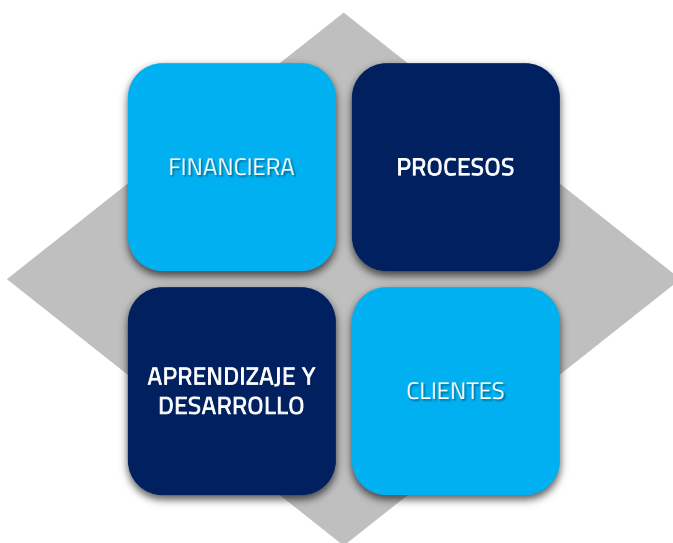 FINANCIERA
PROCESOS
APRENDIZAJE Y
DESARROLLO
CLIENTES